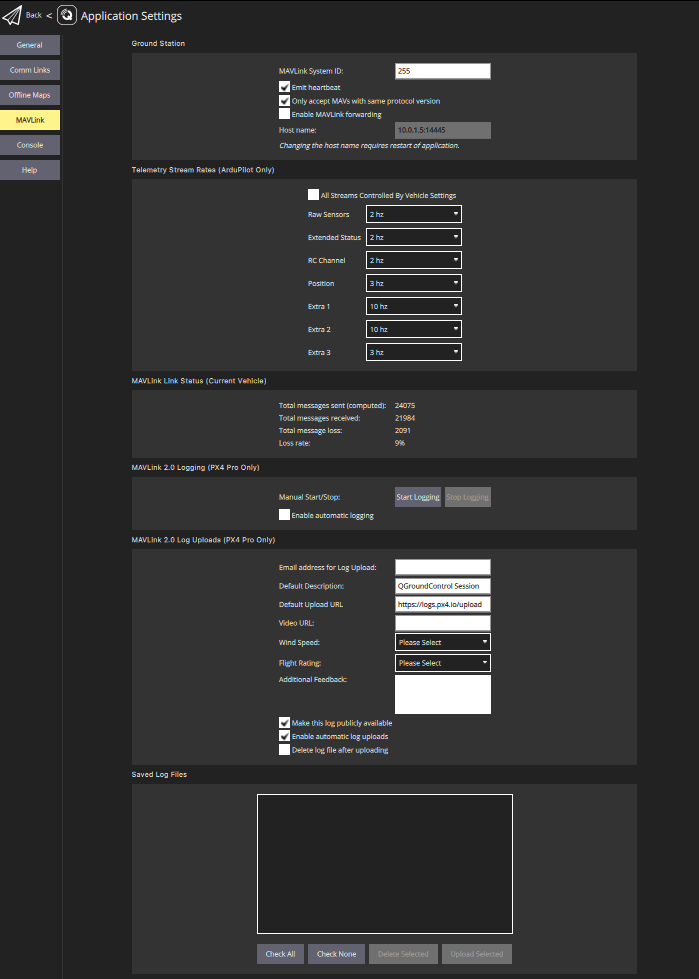 Back < Application Settings
General
Comm Links
Offline Maps
MAVLink
Console
Help
Ground Station
MAVLink System ID: 255
Emit heartbeat
Only accept MAVs with same protocol version
Enable MAVLink forwarding
Host name: 10.0.1.5:14445
Changing the host name requires restart of application.
Telemetry Stream Rates (ArduPilot Only)
All Streams Controlled By Vehicle Settings
Raw Sensors 2 hz
Extended Status 2 hz
RC Channel 2 hz
Position 3 hz
Extra 1 10 hz
Extra 2 10 hz
Extra 3 3 hz
MAVLink Link Status (Current Vehicle)
Total messages sent (computed): 24075
Total messages received: 21984
Total message loss: 2091
Loss rate: 9%
MAVLink 2.0 Logging (PX4 Pro Only)
Manual Start/Stop: Start Logging Stop Logging
Enable automatic logging
MAVLink 2.0 Log Uploads (PX4 Pro Only)
Email address for Log Upload:
Default Description: QGroundControl Session
Default Upload URL https://logs.px4.io/upload
Video URL:
Wind Speed: Please Select
Flight Rating: Please Select
Additional Feedback:
Make this log publicly available
Enable automatic log uploads
Delete log file after uploading
Saved Log Files
Check All Check None Delete Selected Upload Selected